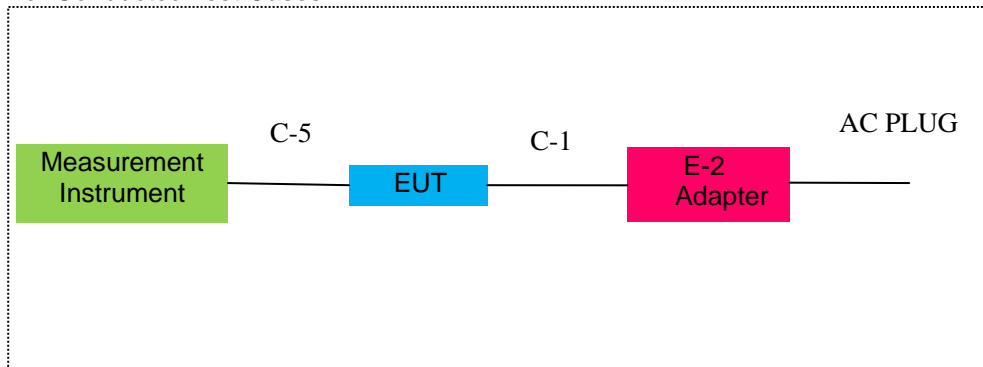 AC PLUG
C-5
C-1
Measurement
Instrument
EUT
E-2
Adapter